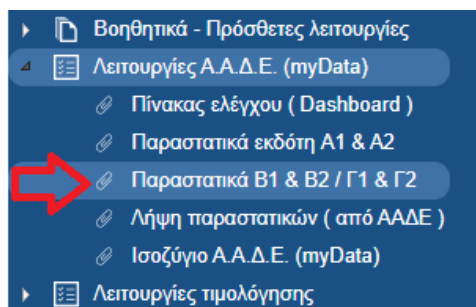 Βοηθητικά - Πρόσθετες λειτουργίες
Λειτουργίες Α.Α.Δ.Ε. (myData)
Πίνακας ελέγχου ( Dashboard )
Παραστατικά εκδότη Α1 & Α2
Παραστατικά Β1 & Β2 / Γ1 & Γ2
Λήψη παραστατικών ( από ΑΑΔΕ )
Ισοζύγιο Α.Α.Δ.Ε. (myData)
Λειτουργίες τιμολόγησης